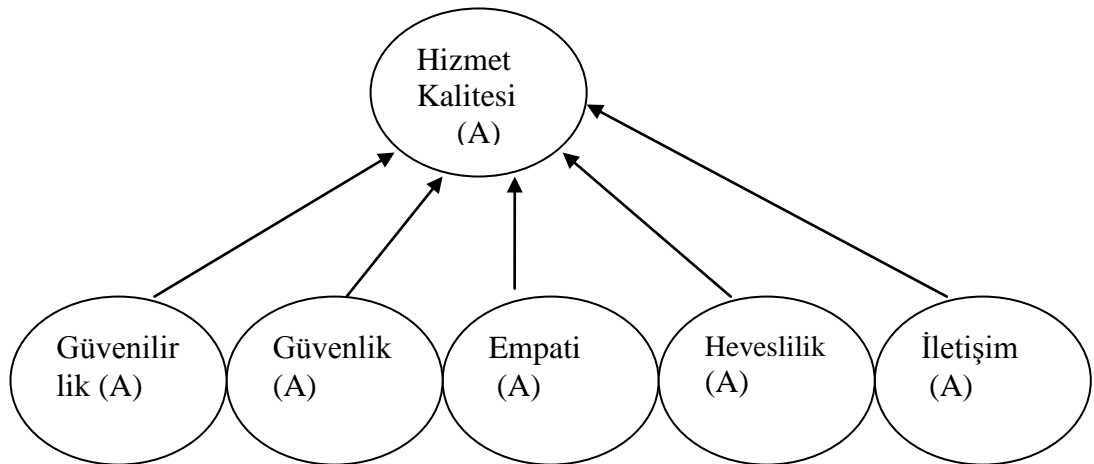 Hizmet
Kalitesi
(A)
Güvenilir
lik (A)
Güvenlik
(A)
Empati
(A)
Heveslilik
(A)
İletişim
(A)